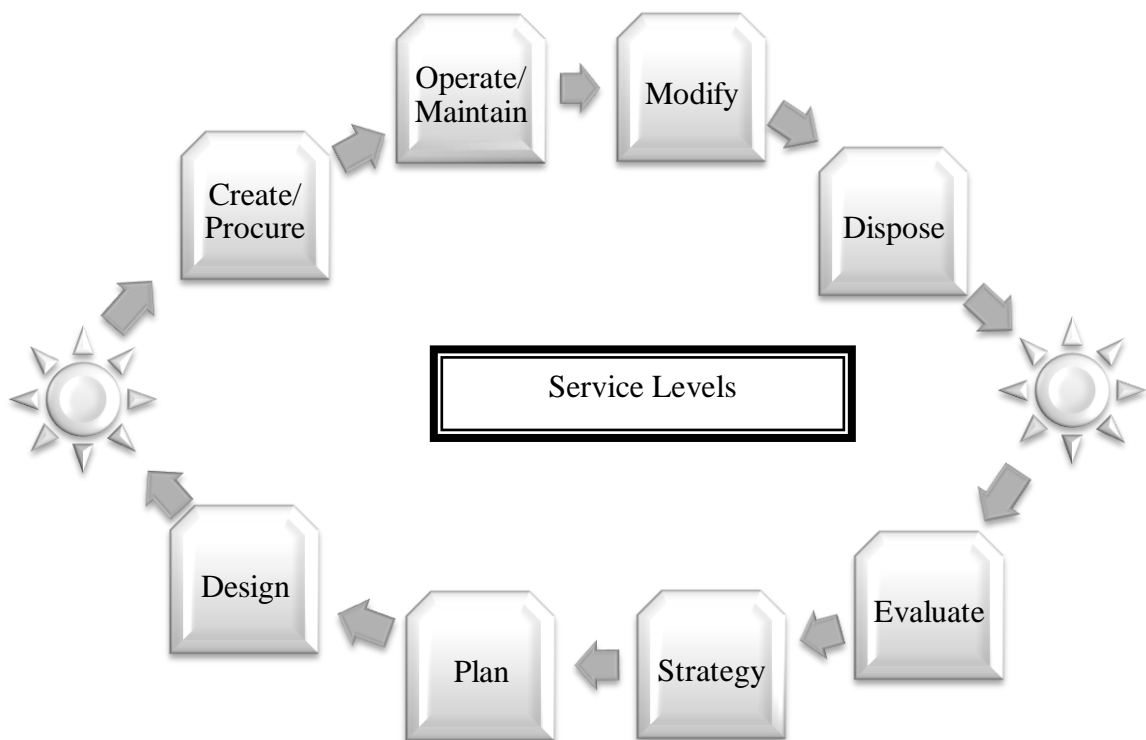 Operate/
Maintain
Modify
Create/
Procure
Dispose
Service Levels
Design
Evaluate
Plan
Strategy